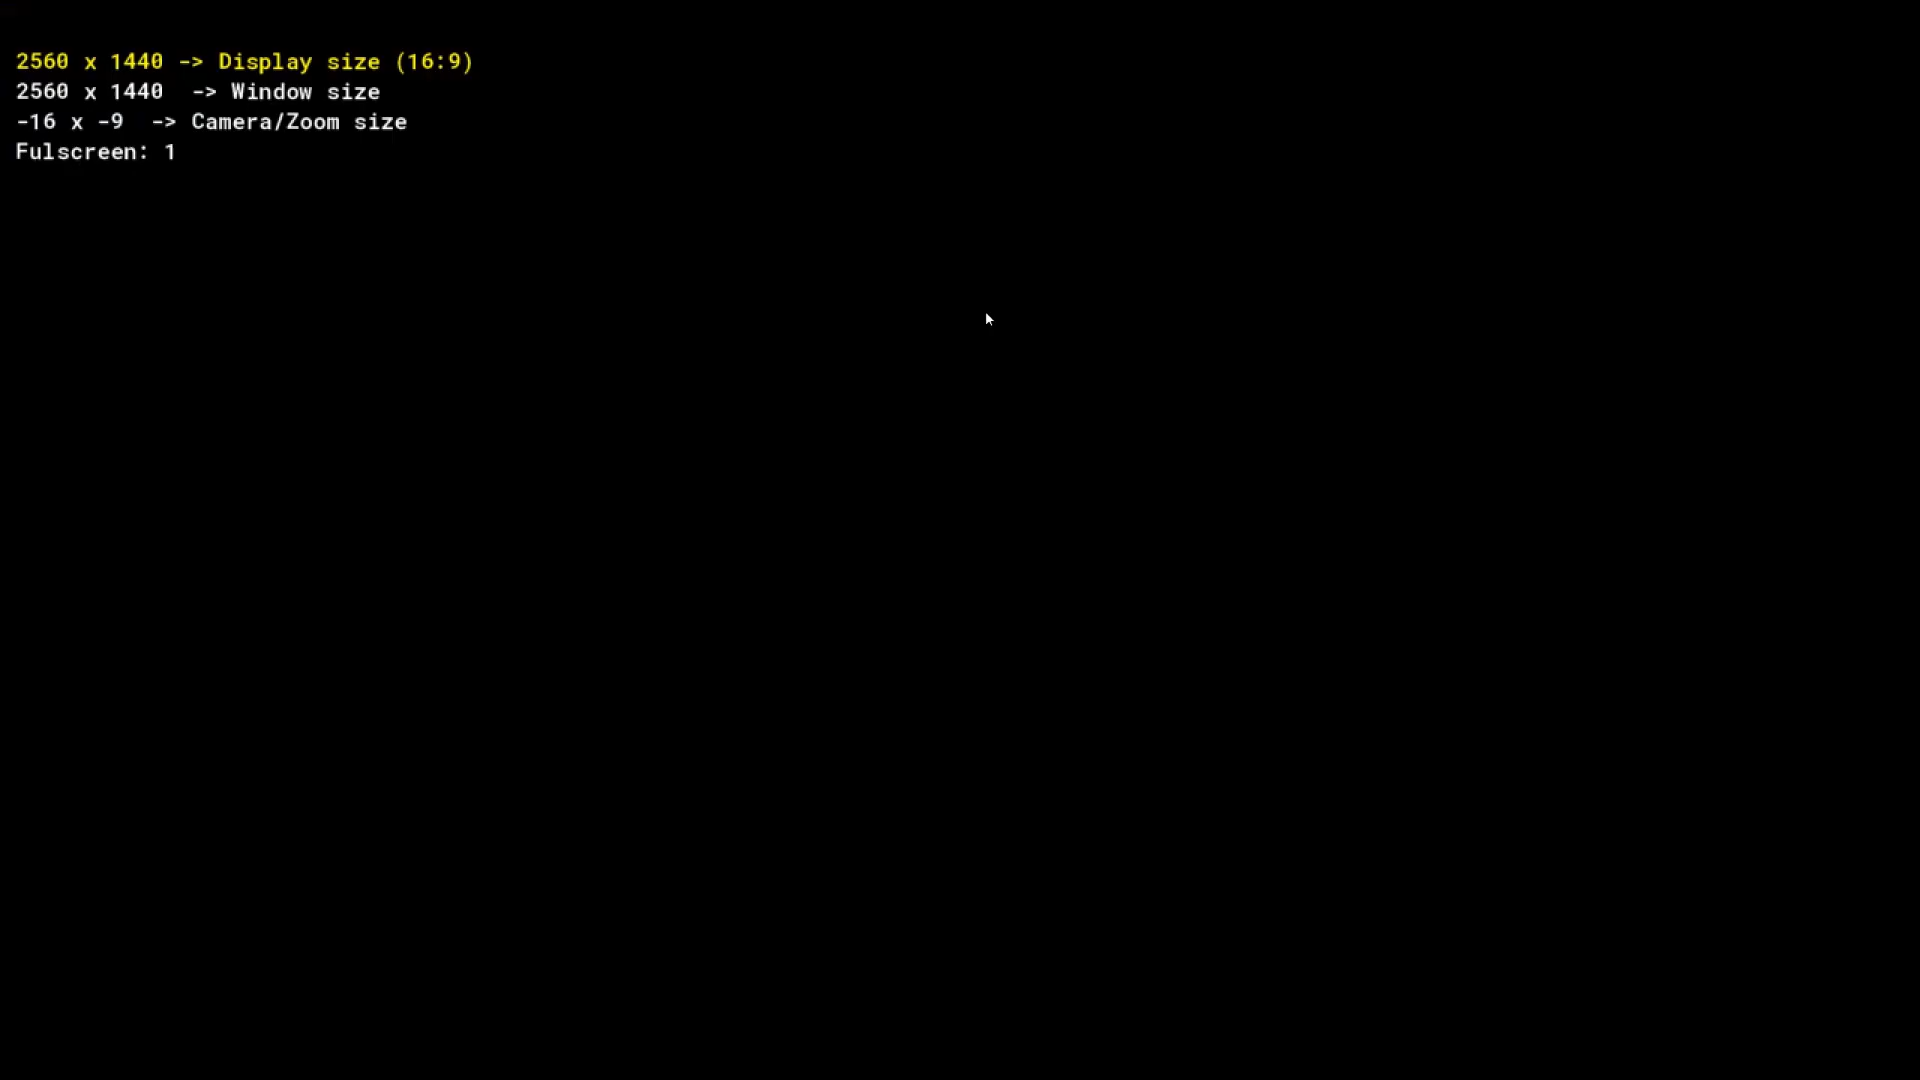 2560 x 1440 -> Display size (16:9)
2560 x 1440  -> Window size
-16 x -9  -> Camera/Zoom size
Fulscreen: 1